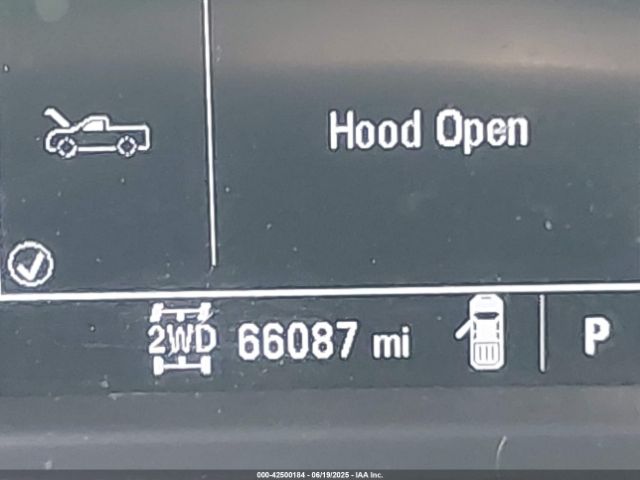 Hood Open
2WD 66087 mi P
000-42500184 - 06/19/2025 - IAA Inc.